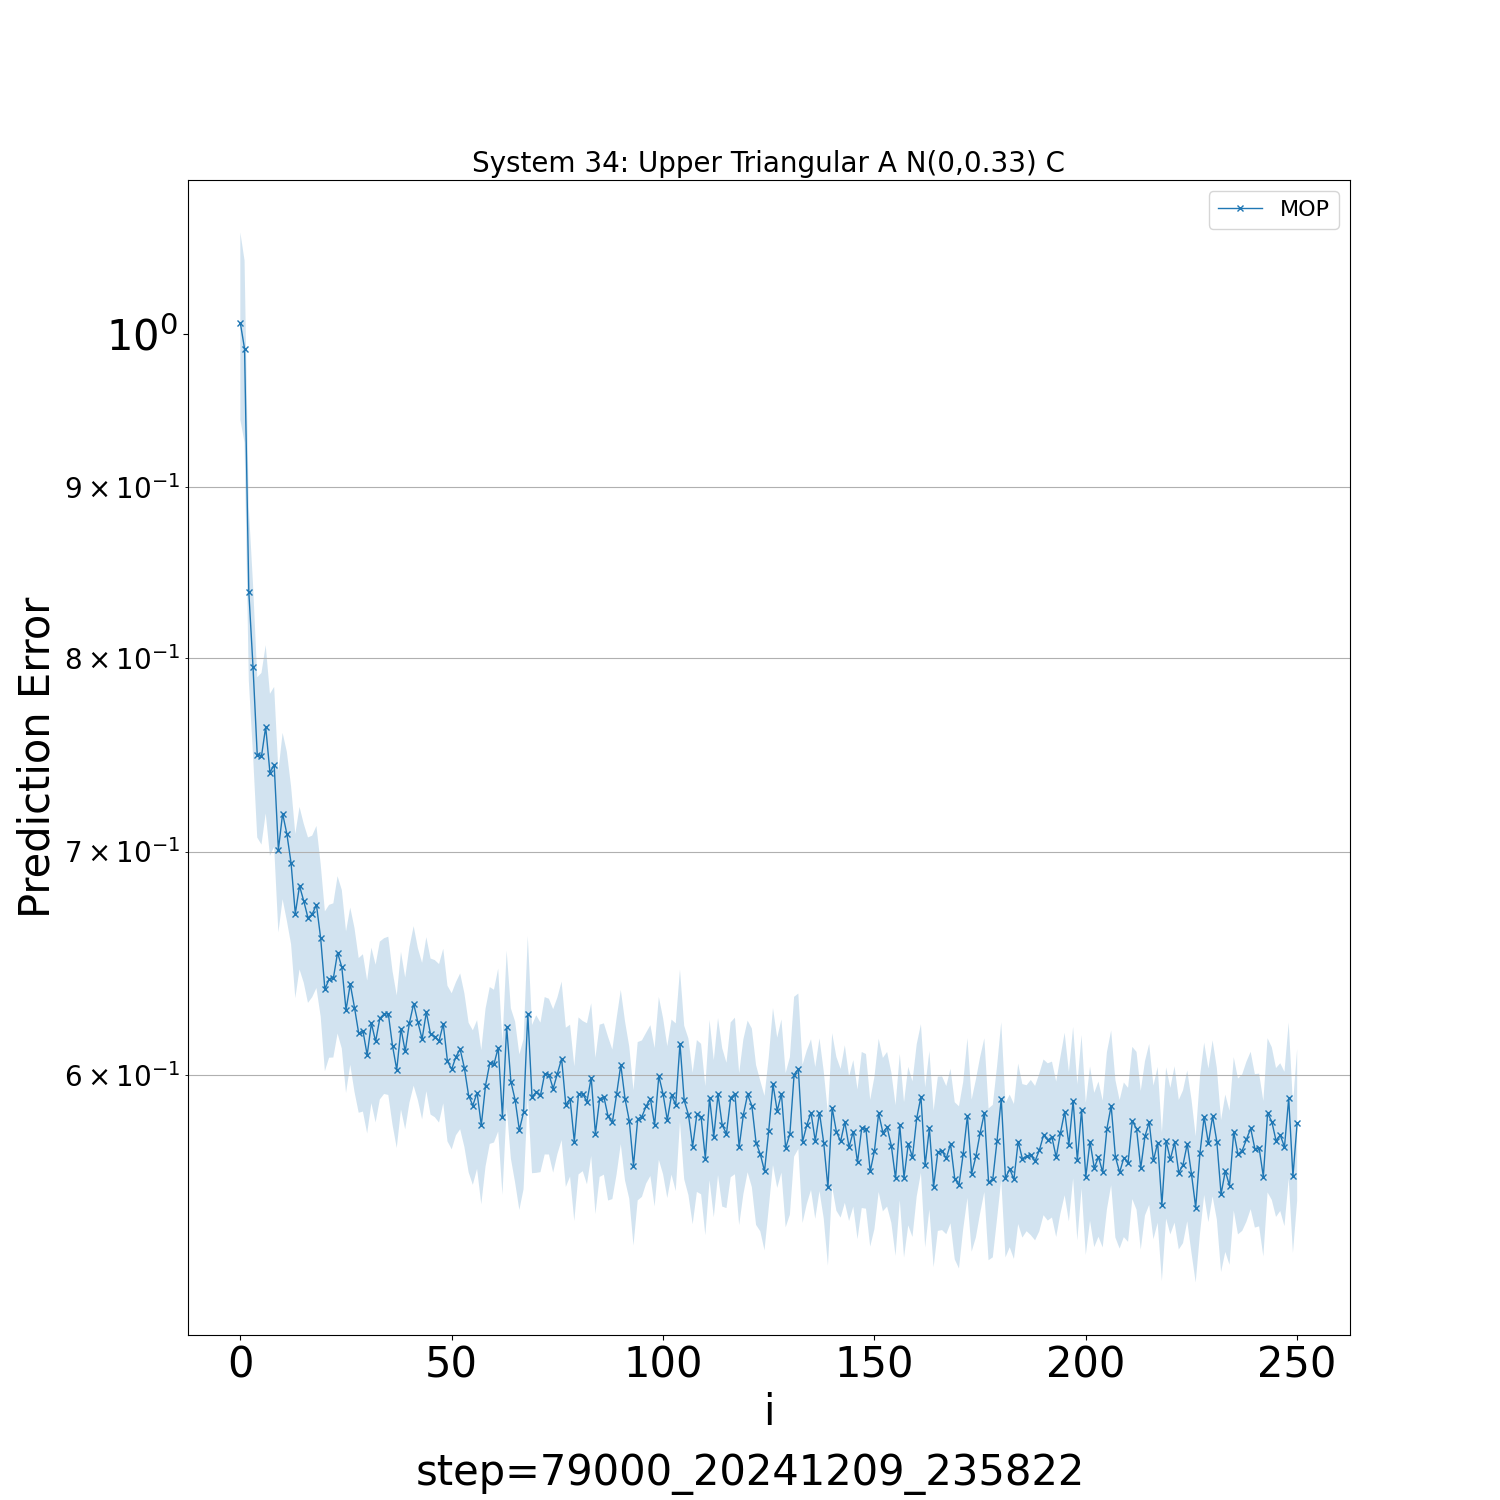 System 34: Upper Triangular A N(0,0.33) C
MOP
10⁰
9 × 10⁻¹
8 × 10⁻¹
7 × 10⁻¹
6 × 10⁻¹
Prediction Error
0 50 100 150 200 250
i
step=79000_20241209_235822